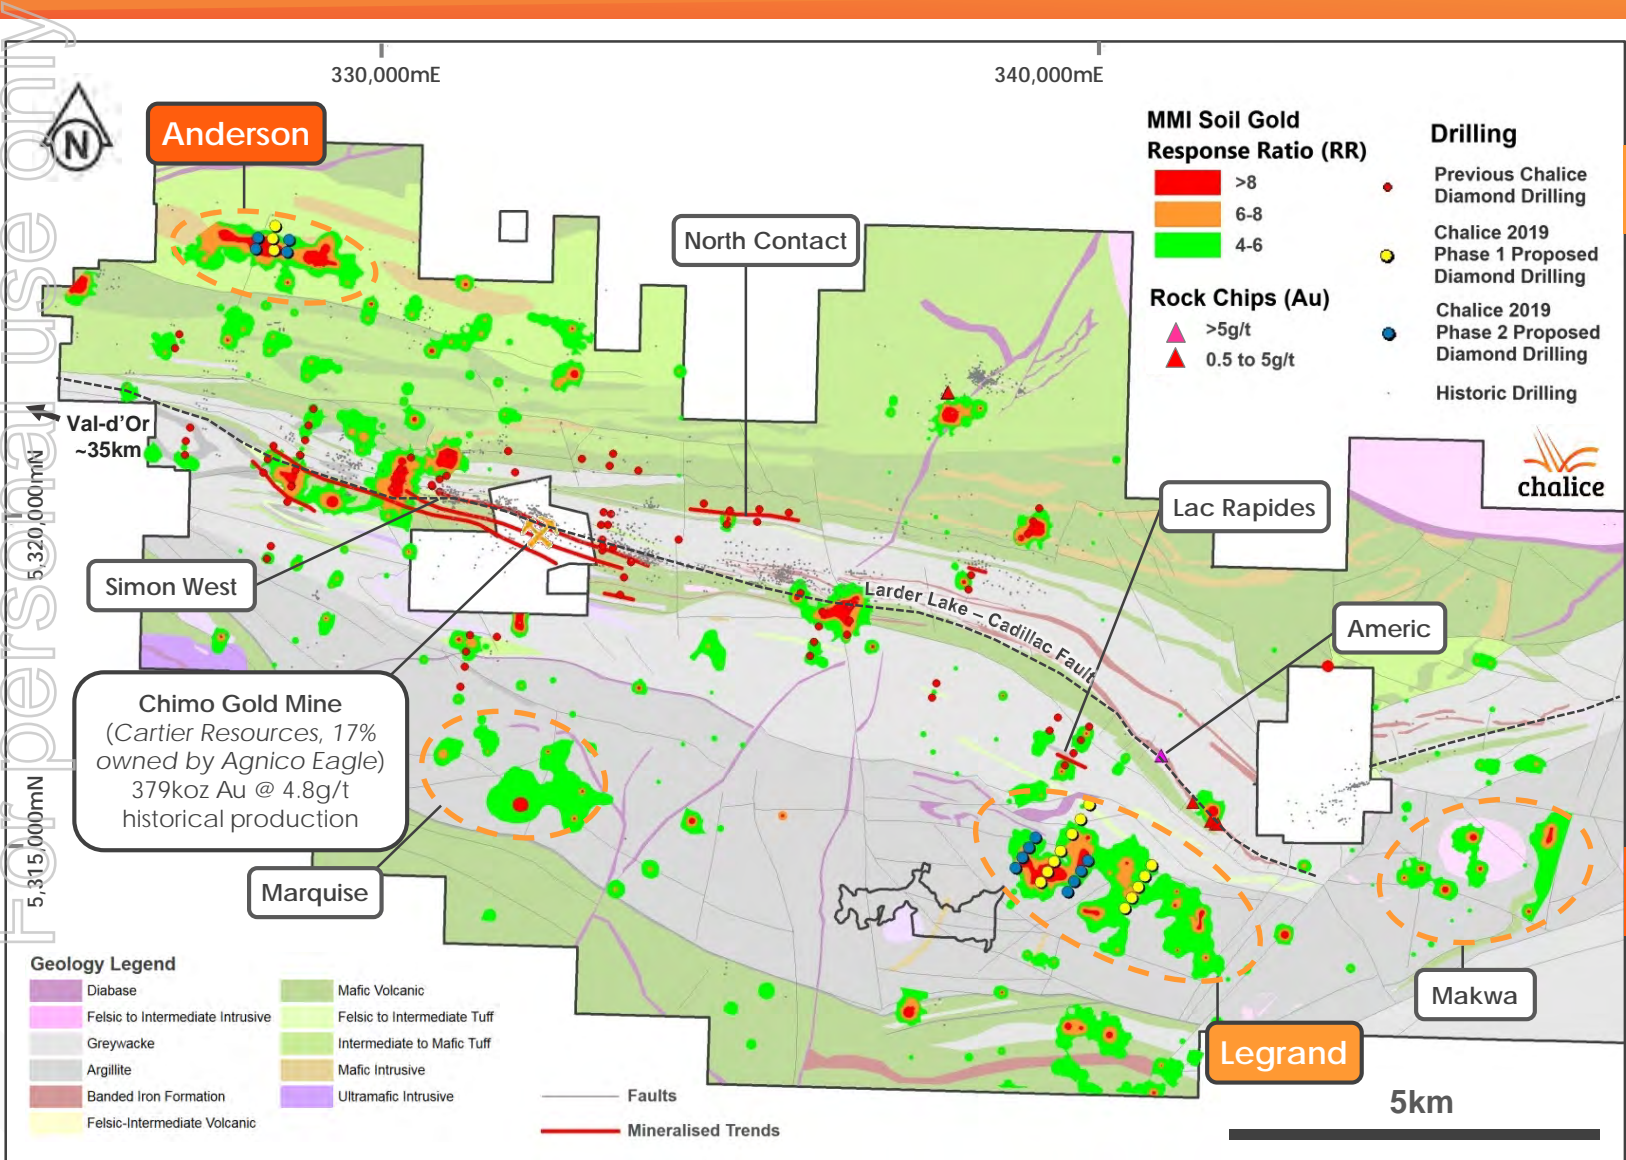 For personal use only
330,000mE
340,000mE
N
Anderson
North Contact
MMI Soil Gold
Response Ratio (RR)
>8
6-8
4-6
Rock Chips (Au)
>5g/t
0.5 to 5g/t
Drilling
Previous Chalice
Diamond Drilling
Chalice 2019
Phase 1 Proposed
Diamond Drilling
Chalice 2019
Phase 2 Proposed
Diamond Drilling
Historic Drilling
chalice
Val-d'Or
~35km
5,320,000mN
Simon West
Lac Rapides
Larder Lake – Cadillac Fault
Americ
Chimo Gold Mine
(Cartier Resources, 17%
owned by Agnico Eagle)
379koz Au @ 4.8g/t
historical production
5,315,000mN
Marquise
Makwa
Legrand
Geology Legend
Diabase
Felsic to Intermediate Intrusive
Greywacke
Argillite
Banded Iron Formation
Felsic-Intermediate Volcanic
Mafic Volcanic
Felsic to Intermediate Tuff
Intermediate to Mafic Tuff
Mafic Intrusive
Ultramafic Intrusive
Faults
Mineralised Trends
5km